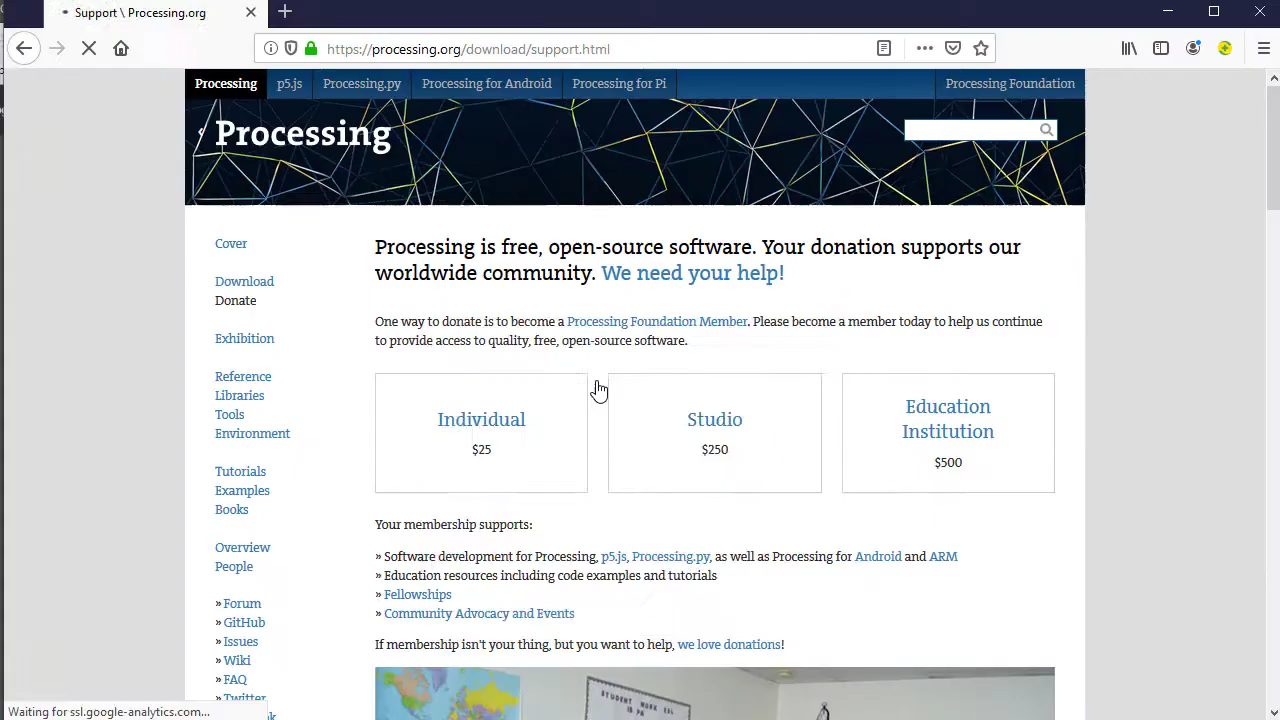 Support \ Processing.org
https://processing.org/download/support.html
Processing
p5.js
Processing.py
Processing for Android
Processing for Pi
Processing Foundation
Processing
Cover
Download
Donate
Exhibition
Reference
Libraries
Tools
Environment
Tutorials
Examples
Books
Overview
People
» Forum
» GitHub
» Issues
» Wiki
» FAQ
» Twitter
Processing is free, open-source software. Your donation supports our
worldwide community. We need your help!
One way to donate is to become a Processing Foundation Member. Please become a member today to help us continue
to provide access to quality, free, open-source software.
Individual
$25
Studio
$250
Education
Institution
$500
Your membership supports:
» Software development for Processing, p5.js, Processing.py, as well as Processing for Android and ARM
» Education resources including code examples and tutorials
» Fellowships
» Community Advocacy and Events
If membership isn't your thing, but you want to help, we love donations!
STUDENT WORK
Waiting for ssl.google-analytics.com...